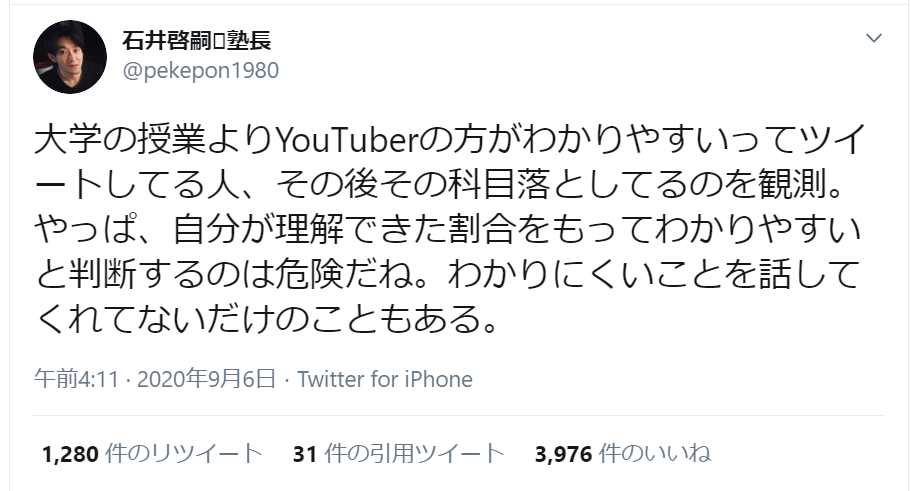 石井啓嗣▯塾長
@pekepon1980
大学の授業よりYouTuberの方がわかりやすいってツイ
ートしてる人、その後その科目落としてるのを観測。
やっぱ、自分が理解できた割合をもってわかりやすい
と判断するのは危険だね。わかりにくいことを話して
くれてないだけのこともある。
午前4:11 · 2020年9月6日 · Twitter for iPhone
1,280 件のリツイート 31 件の引用ツイート 3,976 件のいいね